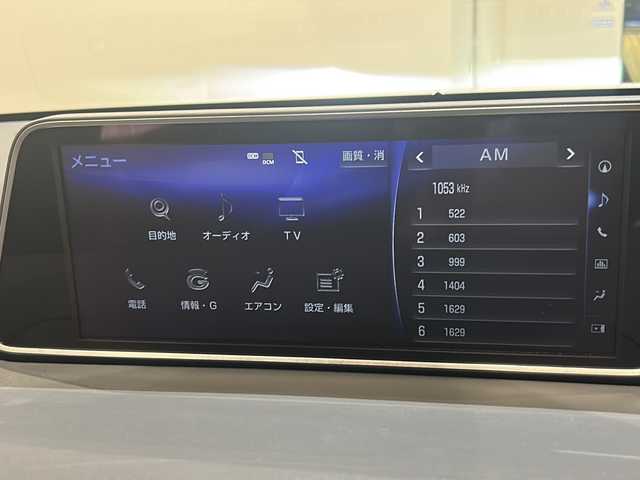 メニュー
DCM
画質・消
目的地 オーディオ TV
電話 情報・G エアコン 設定・編集
AM
1053 kHz
1 522
2 603
3 999
4 1404
5 1629
6 1629